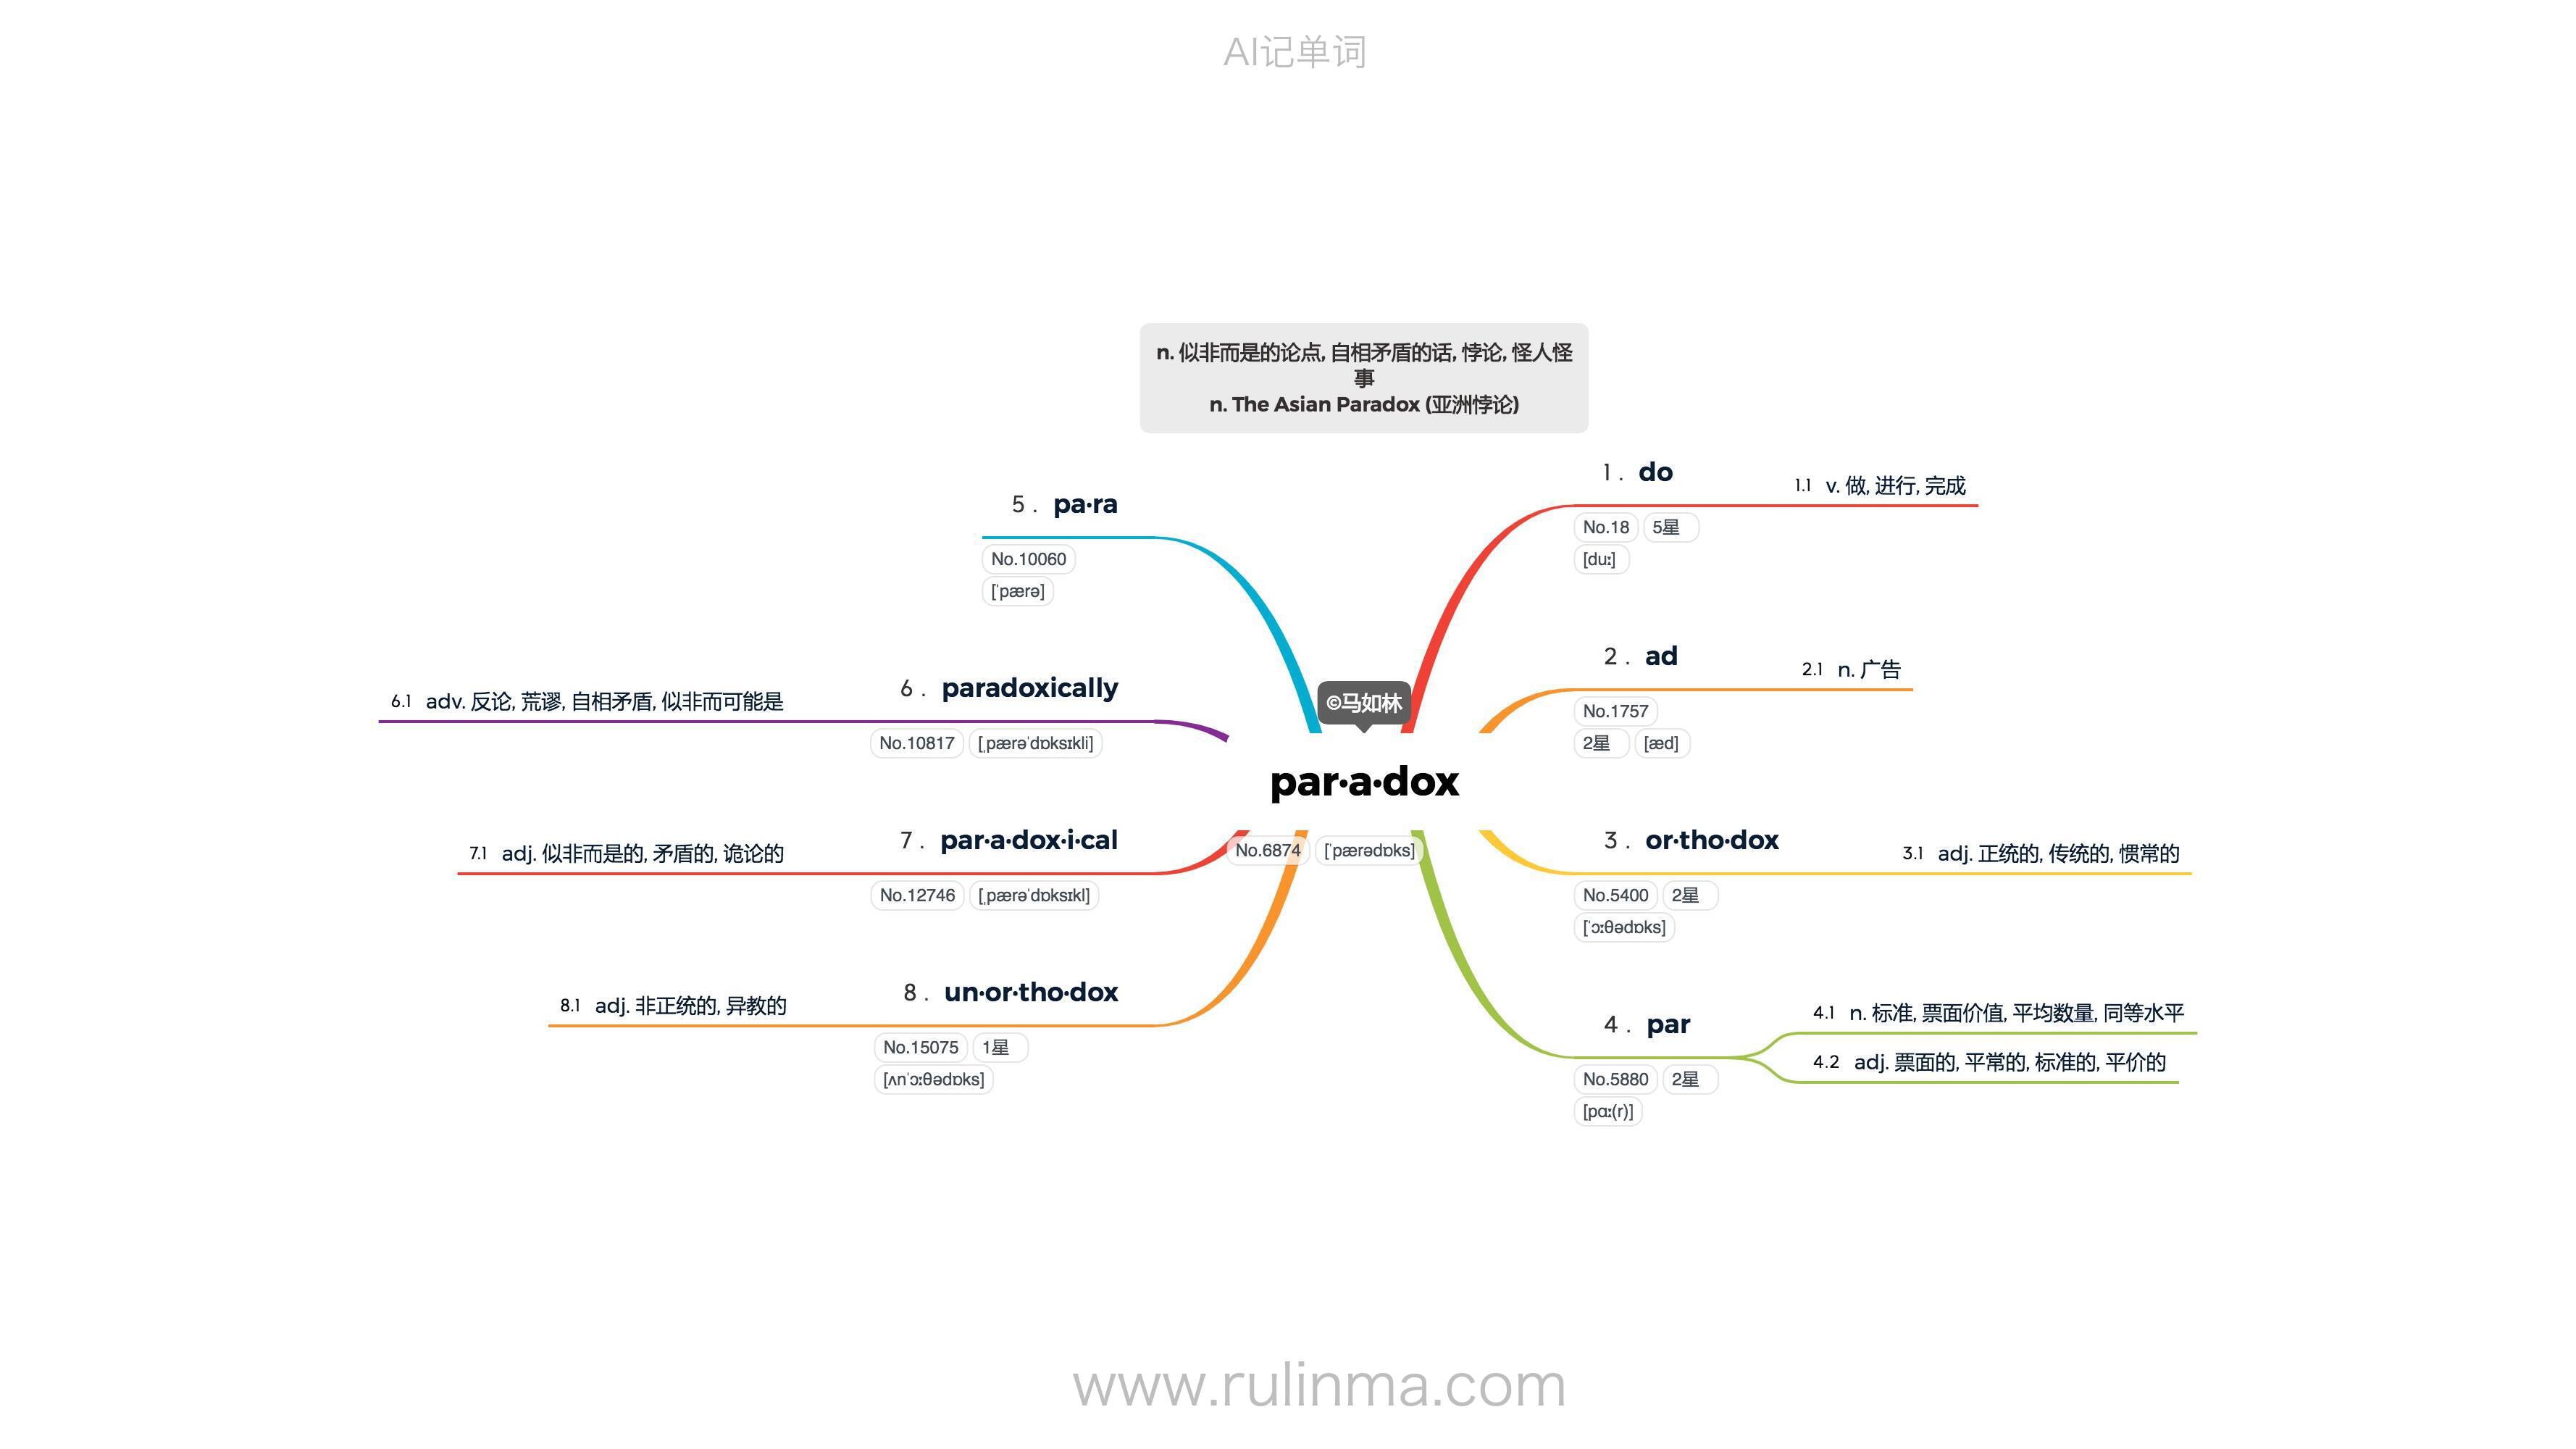 AI记单词
n. 似非而是的论点, 自相矛盾的话, 悖论, 怪人怪
事
n. The Asian Paradox (亚洲悖论)
©马如林
par·a·dox
No.6874 [ˈpærədɒks]
1 . do
No.18 5星
[duː]
1.1 v. 做, 进行, 完成
2 . ad
No.1757
2星 [æd]
2.1 n. 广告
3 . or·tho·dox
No.5400 2星
[ˈɔːθədɒks]
3.1 adj. 正统的, 传统的, 惯常的
4 . par
No.5880 2星
[pɑː(r)]
4.1 n. 标准, 票面价值, 平均数量, 同等水平
4.2 adj. 票面的, 平常的, 标准的, 平价的
5 . pa·ra
No.10060
[ˈpærə]
6 . paradoxically
No.10817 [ˌpærəˈdɒksɪkli]
6.1 adv. 反论, 荒谬, 自相矛盾, 似非而可能是
7 . par·a·dox·i·cal
No.12746 [ˌpærəˈdɒksɪkl]
7.1 adj. 似非而是的, 矛盾的, 诡论的
8 . un·or·tho·dox
No.15075 1星
[ʌnˈɔːθədɒks]
8.1 adj. 非正统的, 异教的
www.rulinma.com